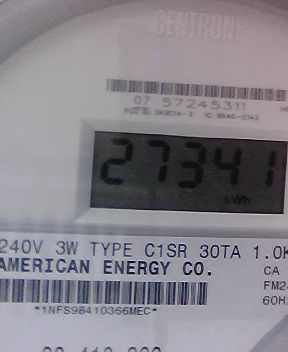 CENTRON®
07 57245311
27341
kWh
240V 3W TYPE C1SR 30TA 1.0K
AMERICAN ENERGY CO.
CA
FM2
60H
*1NFS98410366MEC*